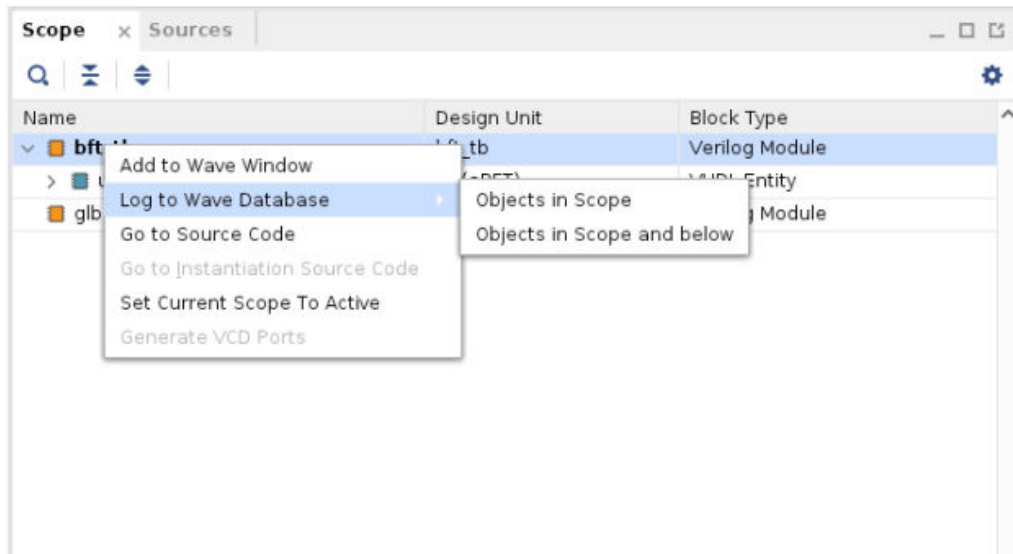 Scope Sources
Name Design Unit Block Type
bft_tb Verilog Module
Add to Wave Window
Entity
Log to Wave Database
Objects in Scope
glb Module
Go to Source Code
Objects in Scope and below
Go to Instantiation Source Code
Set Current Scope To Active
Generate VCD Ports